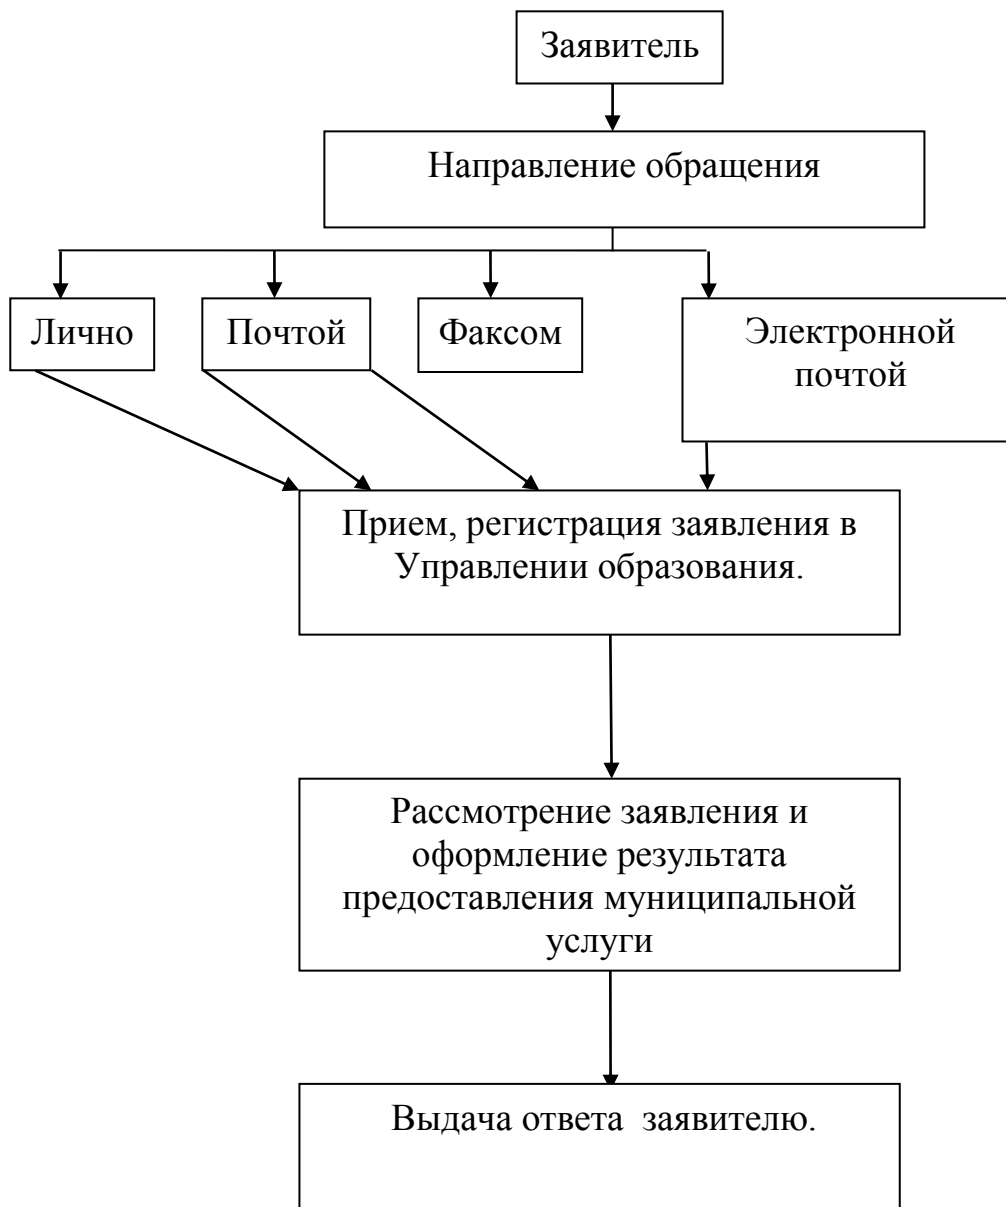 Заявитель
Направление обращения
Лично
Почтой
Факсом
Электронной
почтой
Прием, регистрация заявления в
Управлении образования.
Рассмотрение заявления и
оформление результата
предоставления муниципальной
услуги
Выдача ответа  заявителю.